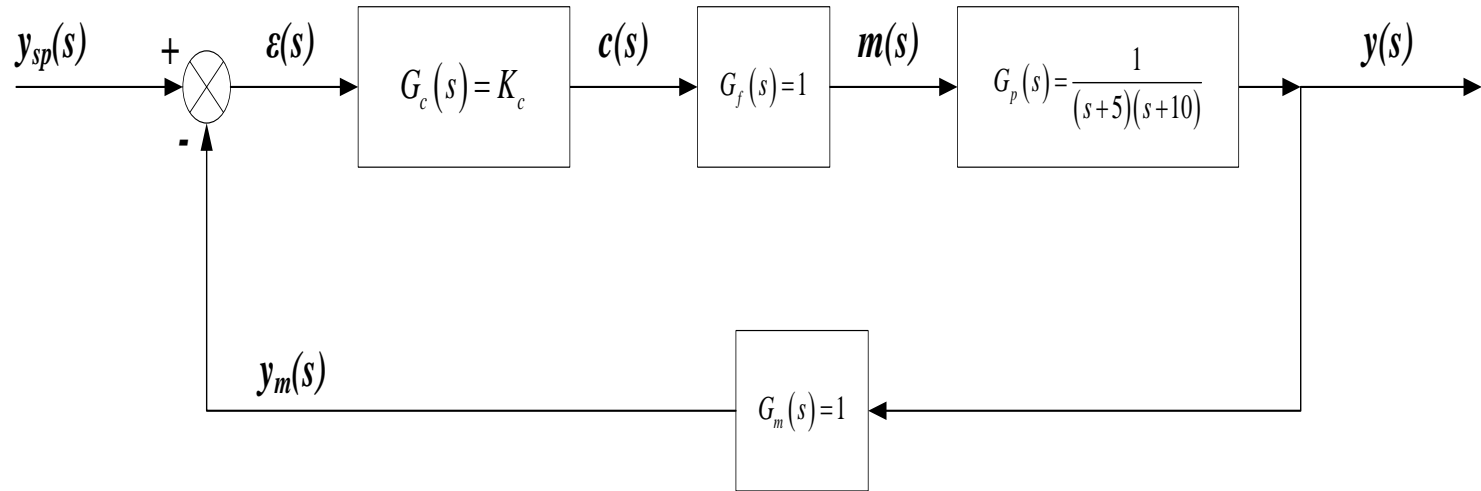 y_sp(s)
+
ε(s)
G_c(s) = K_c
c(s)
G_f(s) = 1
m(s)
G_p(s) = 1/((s+5)(s+10))
y(s)
-
y_m(s)
G_m(s) = 1